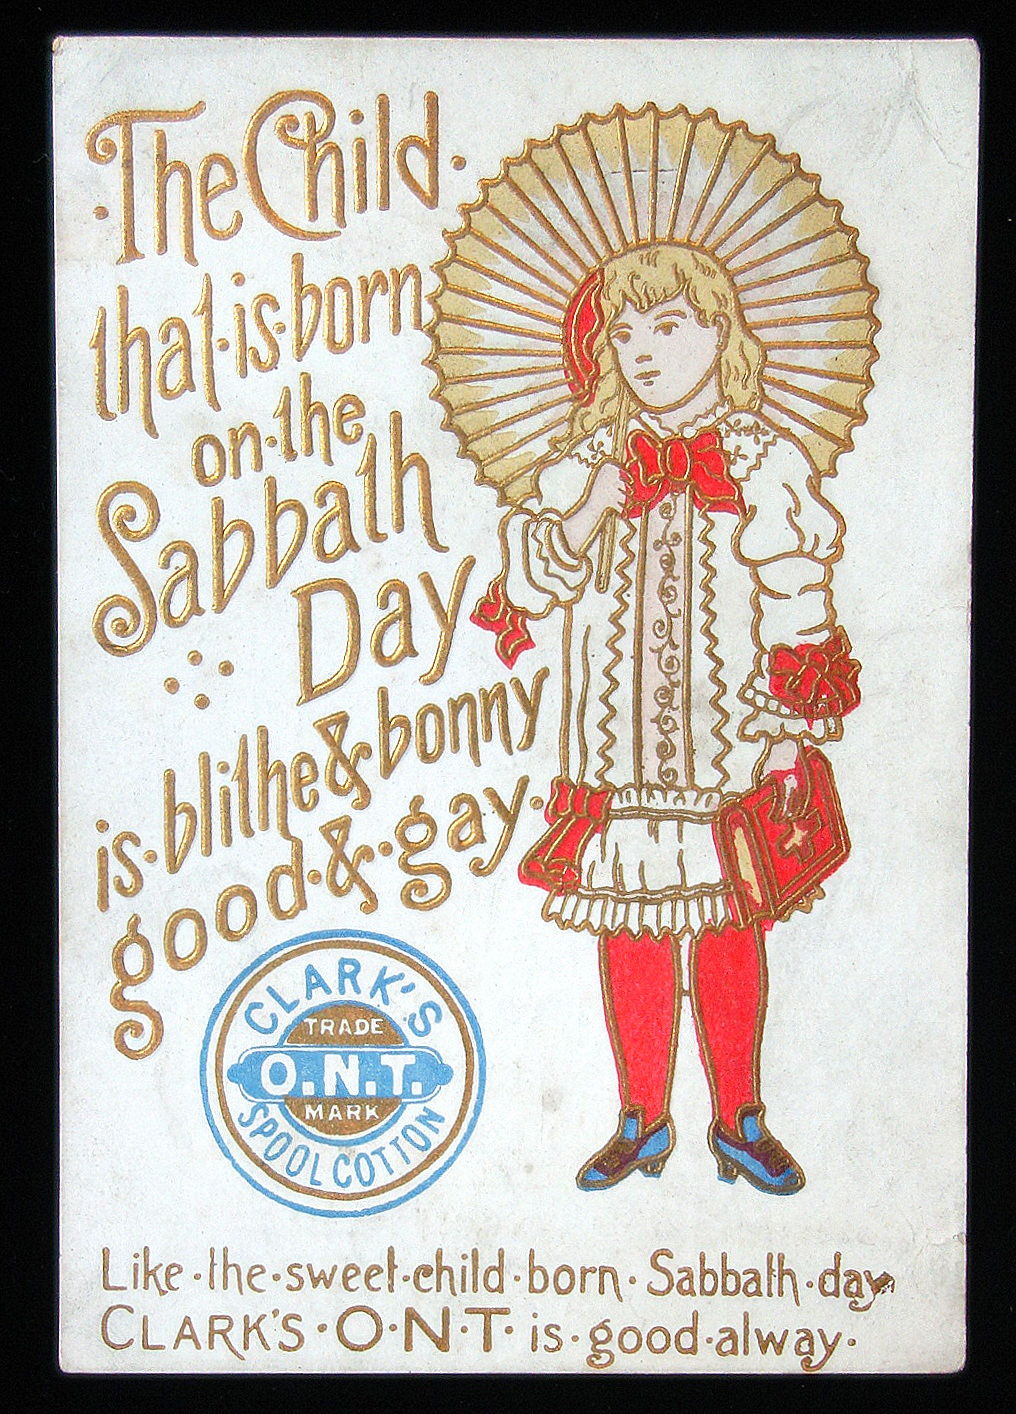 ·The Child·
that·is·born
on·the
Sabbath
Day
is·blithe & bonny
good·&·gay·
CLARK'S
TRADE
O.N.T.
MARK
SPOOL COTTON
Like·the·sweet·child·born·Sabbath·day
CLARK'S·O·N·T· is·good·alway·